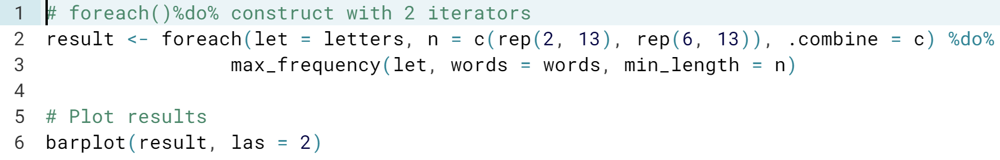 1 # foreach()%do% construct with 2 iterators
2 result <- foreach(let = letters, n = c(rep(2, 13), rep(6, 13)), .combine = c) %do%
3                 max_frequency(let, words = words, min_length = n)
4
5 # Plot results
6 barplot(result, las = 2)